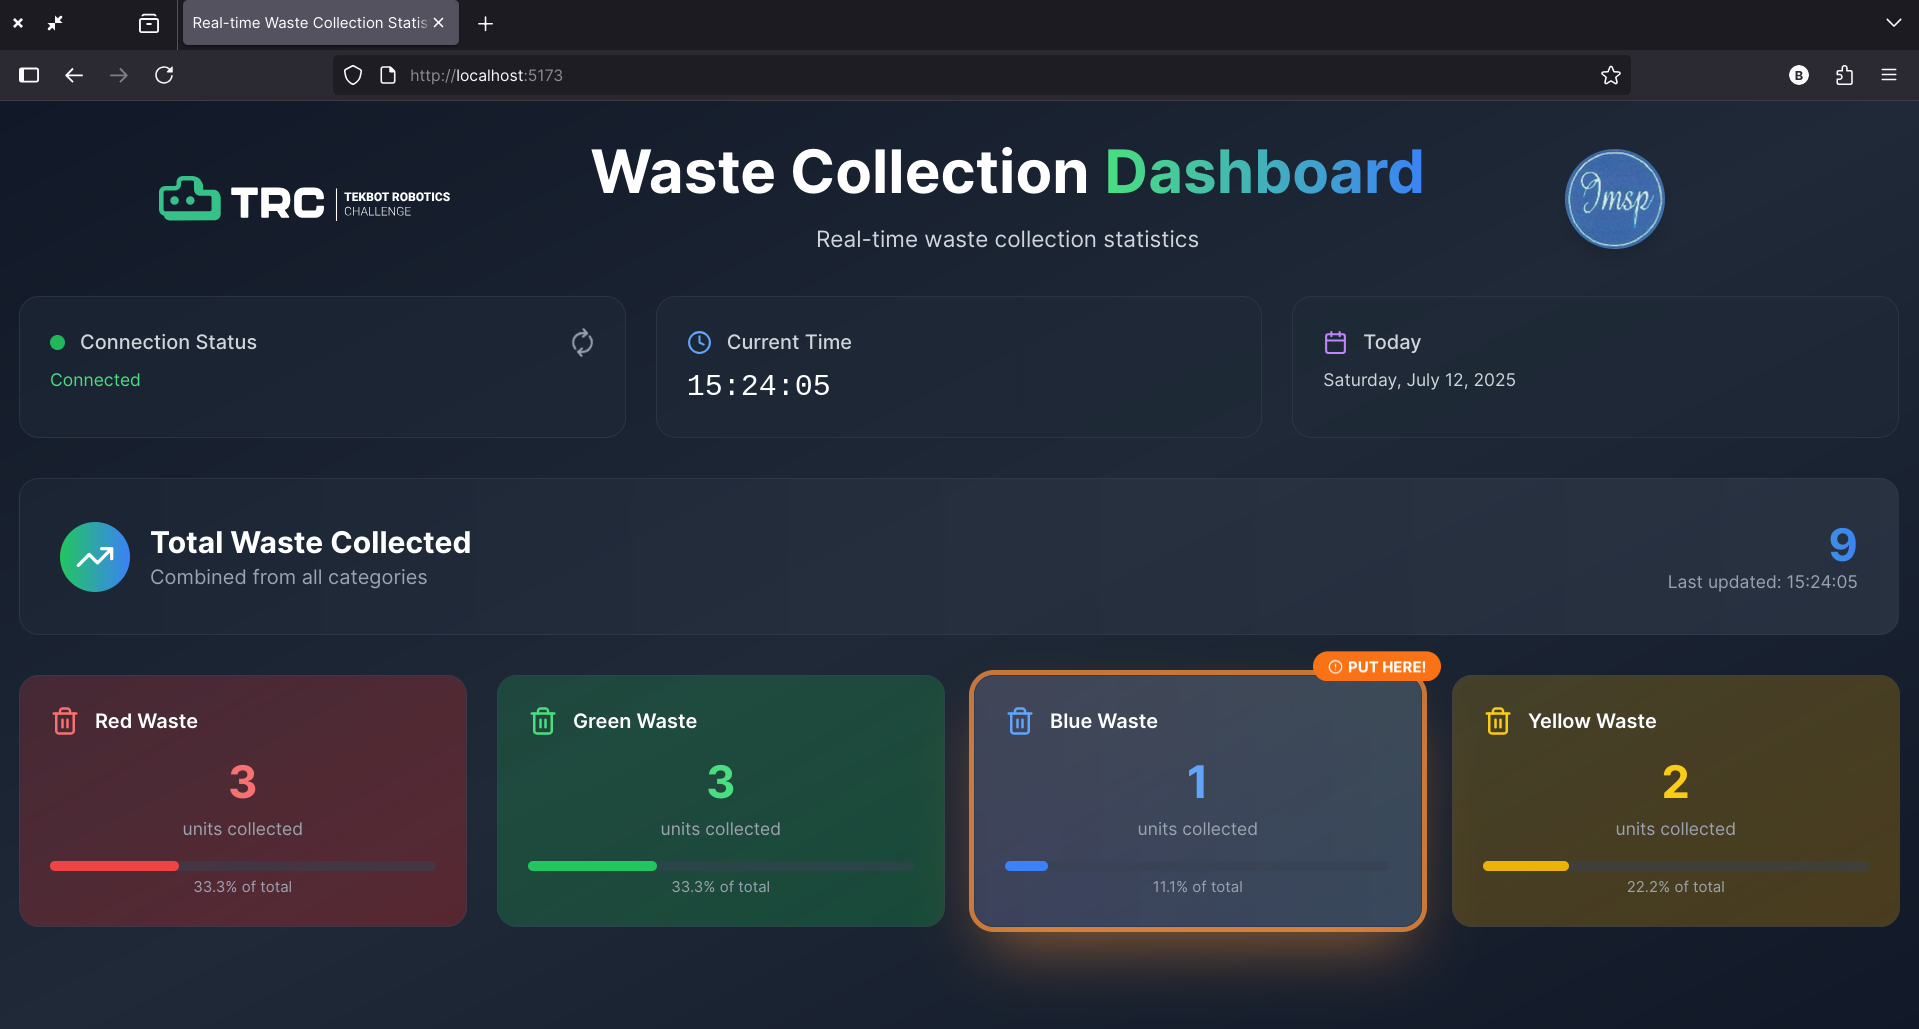 Real-time Waste Collection Statis
http://localhost:5173
B
TRC
TEKBOT ROBOTICS
CHALLENGE
Waste Collection Dashboard
Real-time waste collection statistics
Imsp
Connection Status
Connected
Current Time
15:24:05
Today
Saturday, July 12, 2025
Total Waste Collected
Combined from all categories
9
Last updated: 15:24:05
Red Waste
3
units collected
33.3% of total
Green Waste
3
units collected
33.3% of total
PUT HERE!
Blue Waste
1
units collected
11.1% of total
Yellow Waste
2
units collected
22.2% of total